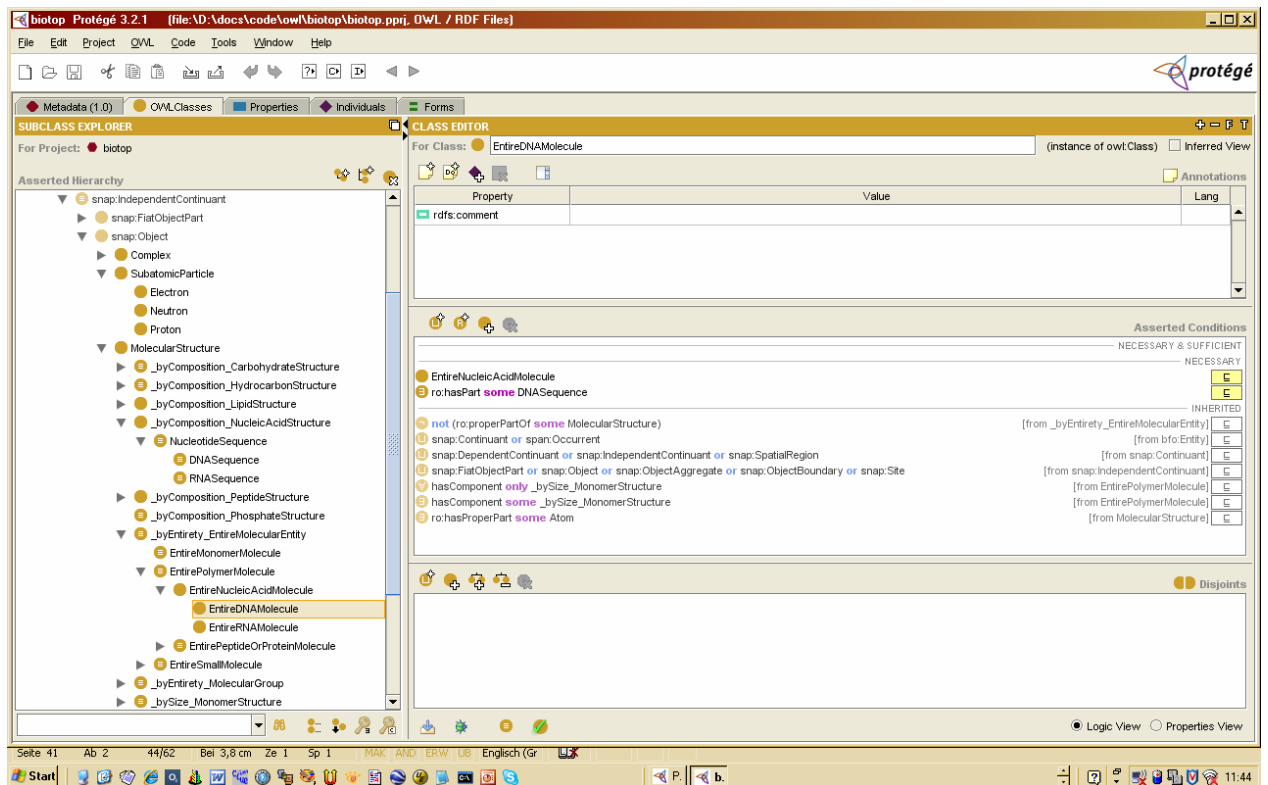 biotop Protégé 3.2.1 (file:\D:\docs\code\owl\biotop\biotop.pprj, OWL / RDF Files)
File Edit Project OWL Code Tools Window Help
protégé
Metadata (1.0) OWLClasses Properties Individuals Forms
SUBCLASS EXPLORER
For Project: biotop
Asserted Hierarchy
snap:IndependentContinuant
snap:FiatObjectPart
snap:Object
Complex
SubatomicParticle
Electron
Neutron
Proton
MolecularStructure
_byComposition_CarbohydrateStructure
_byComposition_HydrocarbonStructure
_byComposition_LipidStructure
_byComposition_NucleicAcidStructure
NucleotideSequence
DNASequence
RNASequence
_byComposition_PeptideStructure
_byComposition_PhosphateStructure
_byEntirety_EntireMolecularEntity
EntireMonomerMolecule
EntirePolymerMolecule
EntireNucleicAcidMolecule
EntireDNAMolecule
EntireRNAMolecule
EntirePeptideOrProteinMolecule
EntireSmallMolecule
_byEntirety_MolecularGroup
_bySize_MonomerStructure
CLASS EDITOR
For Class: EntireDNAMolecule (instance of owl:Class) Inferred View
Annotations
Property Value Lang
rdfs:comment
Asserted Conditions
NECESSARY & SUFFICIENT
NECESSARY
EntireNucleicAcidMolecule
ro:hasPart some DNASequence
INHERITED
not (ro:properPartOf some MolecularStructure) [from _byEntirety_EntireMolecularEntity]
snap:Continuant or span:Occurrent [from bfo:Entity]
snap:DependentContinuant or snap:IndependentContinuant or snap:SpatialRegion [from snap:Continuant]
snap:FiatObjectPart or snap:Object or snap:ObjectAggregate or snap:ObjectBoundary or snap:Site [from snap:IndependentContinuant]
hasComponent only _bySize_MonomerStructure [from EntirePolymerMolecule]
hasComponent some _bySize_MonomerStructure [from EntirePolymerMolecule]
ro:hasProperPart some Atom [from MolecularStructure]
Disjoints
Logic View Properties View
Seite 41 Ab 2 44/62 Bei 3,8 cm Ze 1 Sp 1 MAK AND ERW UB Englisch (Gr
Start P. b. 11:44